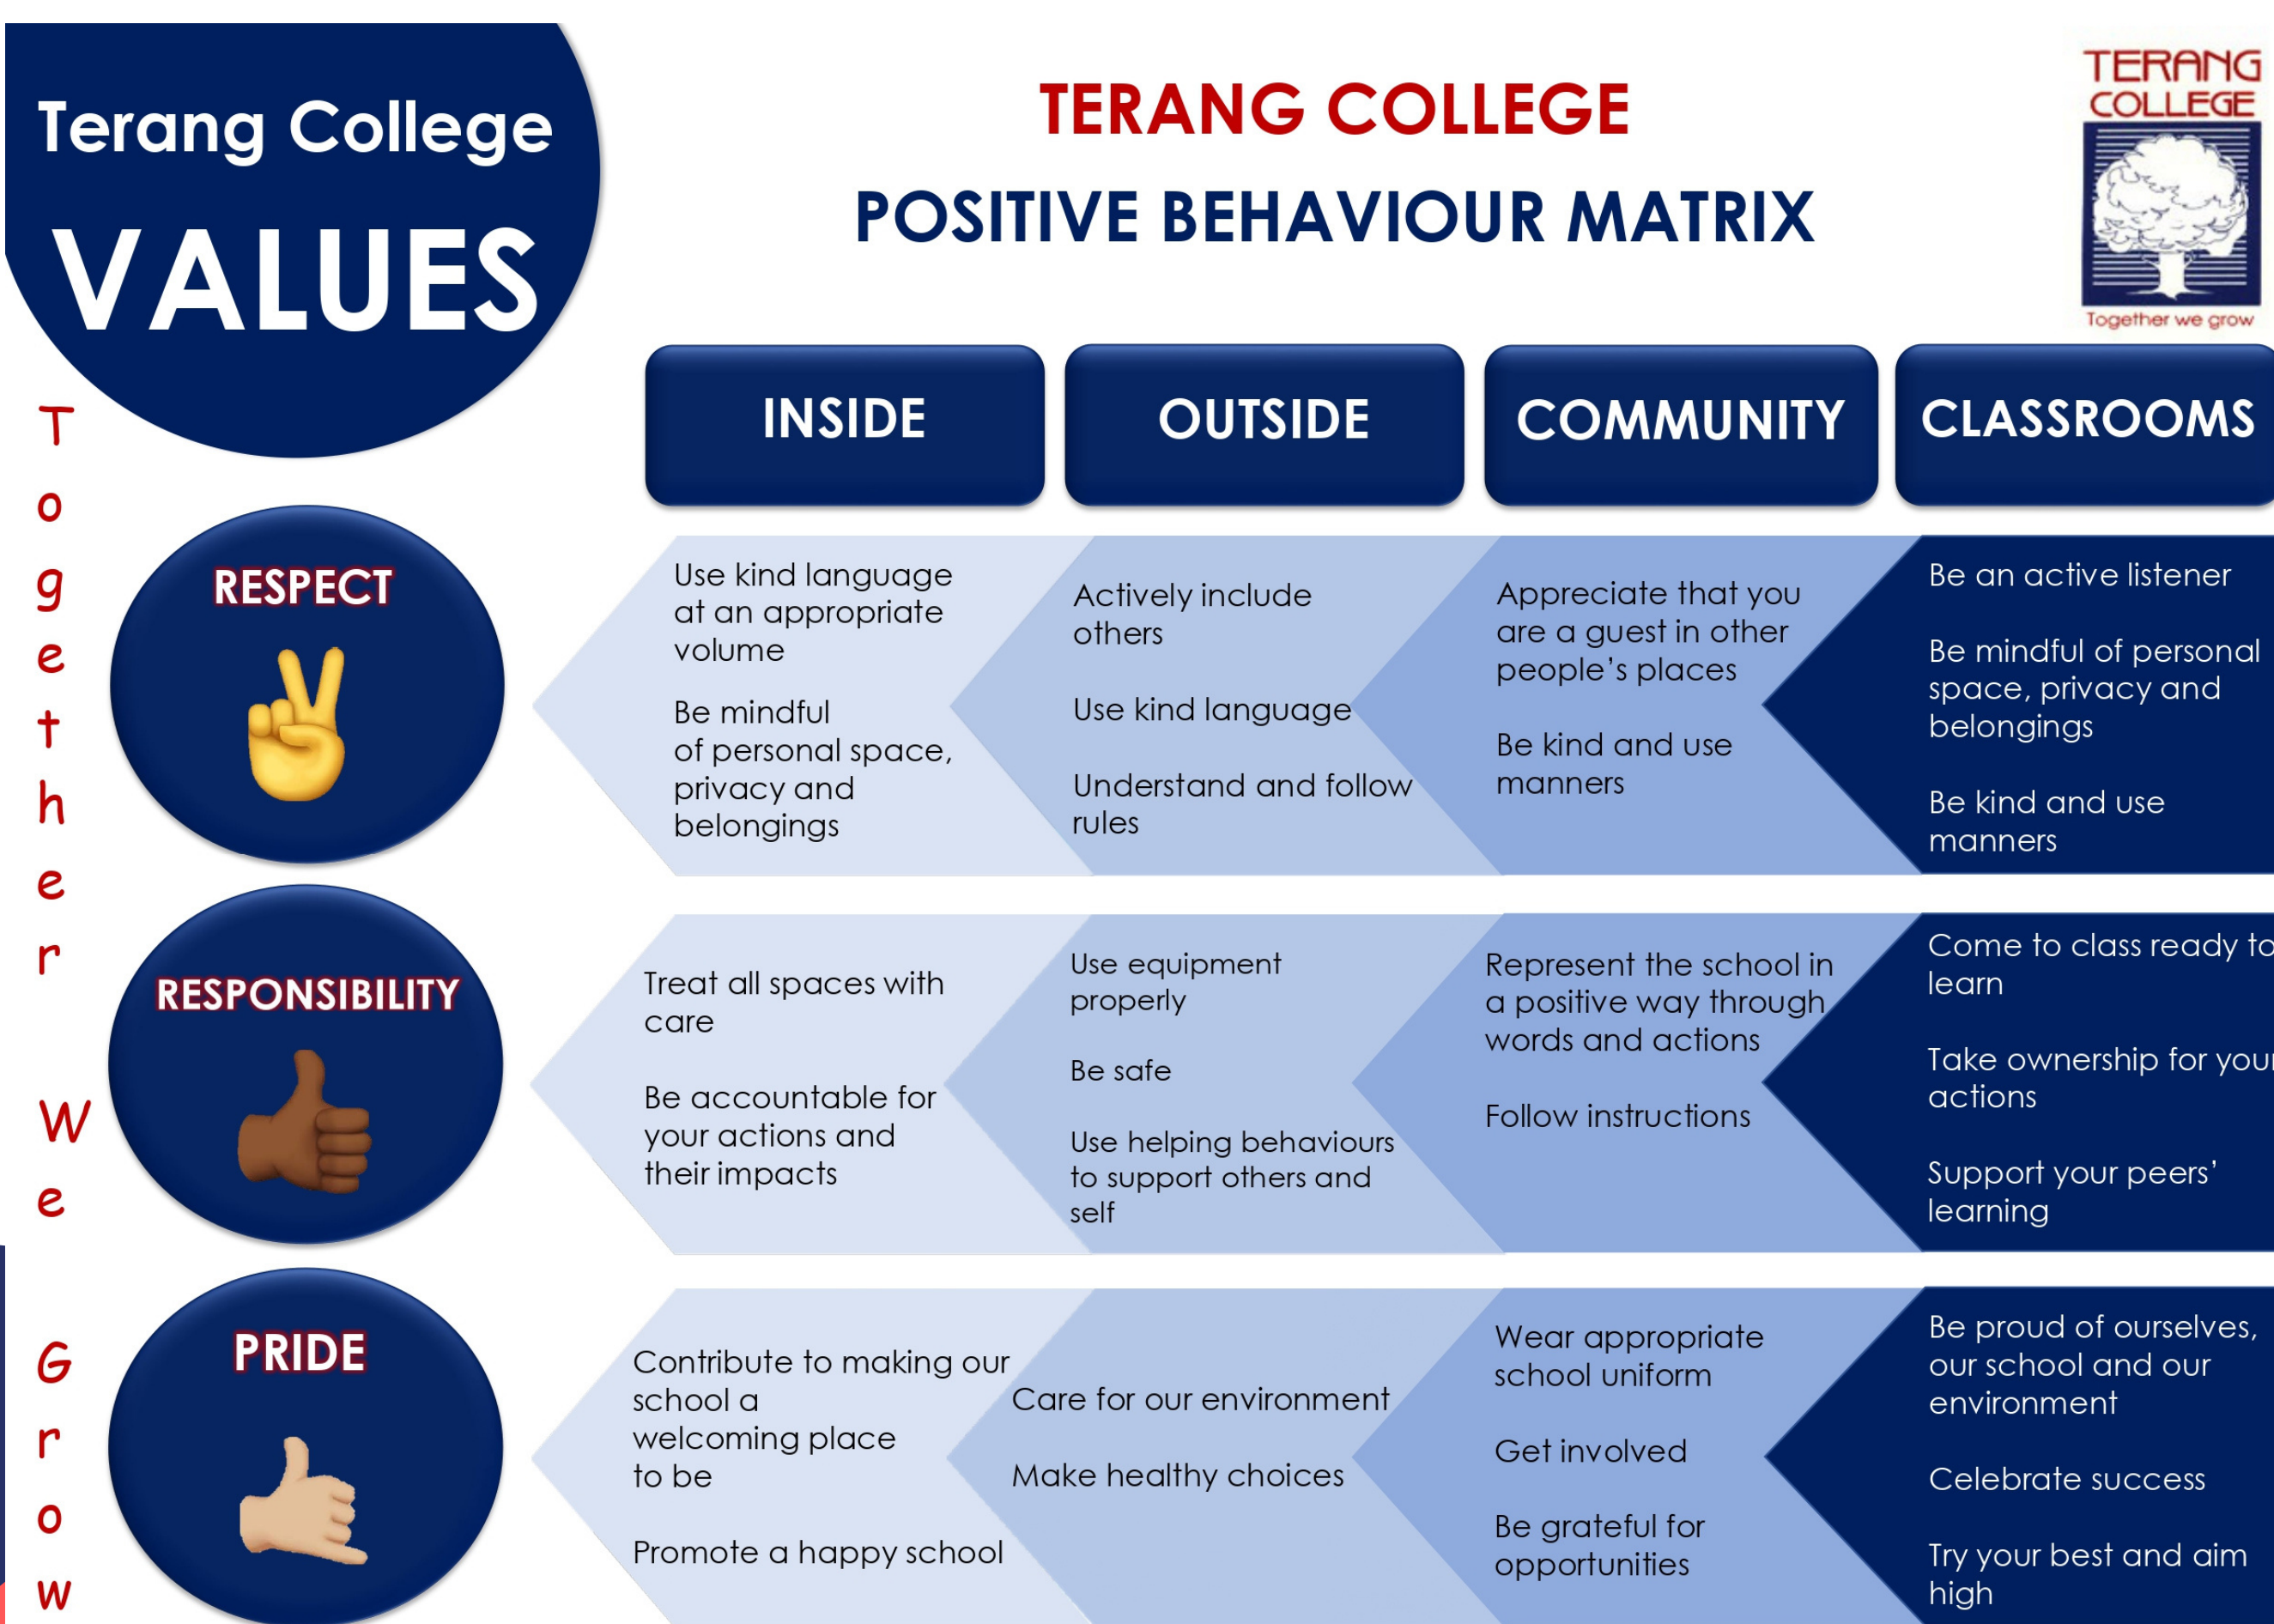 Terang College
VALUES
TERANG COLLEGE
POSITIVE BEHAVIOUR MATRIX
TERANG
COLLEGE
Together we grow
Together We Grow
INSIDE
OUTSIDE
COMMUNITY
CLASSROOMS
RESPECT
Use kind language
at an appropriate
volume
Be mindful
of personal space,
privacy and
belongings
Actively include
others
Use kind language
Understand and follow
rules
Appreciate that you
are a guest in other
people's places
Be kind and use
manners
Be an active listener
Be mindful of personal
space, privacy and
belongings
Be kind and use
manners
RESPONSIBILITY
Treat all spaces with
care
Be accountable for
your actions and
their impacts
Use equipment
properly
Be safe
Use helping behaviours
to support others and
self
Represent the school in
a positive way through
words and actions
Follow instructions
Come to class ready to
learn
Take ownership for your
actions
Support your peers'
learning
PRIDE
Contribute to making our
school a
welcoming place
to be
Promote a happy school
Care for our environment
Make healthy choices
Wear appropriate
school uniform
Get involved
Be grateful for
opportunities
Be proud of ourselves,
our school and our
environment
Celebrate success
Try your best and aim
high